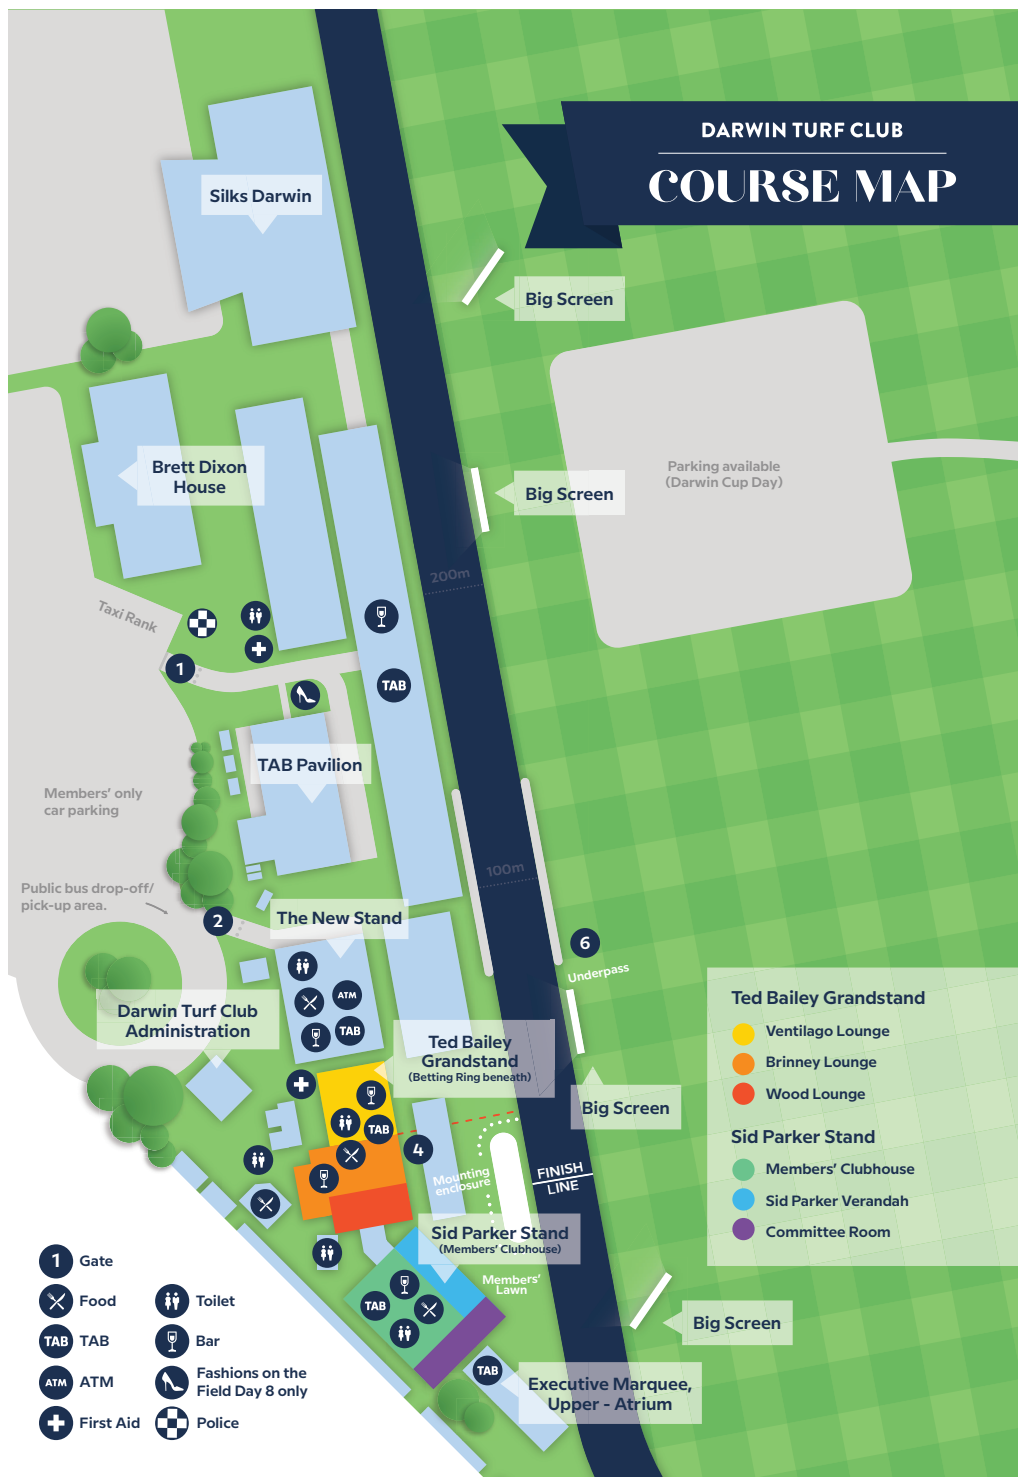 DARWIN TURF CLUB
COURSE MAP
Silks Darwin
Big Screen
Brett Dixon
House
Big Screen
Parking available
(Darwin Cup Day)
200m
Taxi Rank
1
TAB
TAB Pavilion
Members' only
car parking
100m
Public bus drop-off/
pick-up area.
2
The New Stand
6
Underpass
ATM
TAB
Darwin Turf Club
Administration
Ted Bailey
Grandstand
(Betting Ring beneath)
Big Screen
TAB
4
Mounting
enclosure
FINISH
LINE
Sid Parker Stand
(Members' Clubhouse)
Members'
Lawn
TAB
Big Screen
TAB
Executive Marquee,
Upper - Atrium
Ted Bailey Grandstand
Ventilago Lounge
Brinney Lounge
Wood Lounge
Sid Parker Stand
Members' Clubhouse
Sid Parker Verandah
Committee Room
1 Gate
Food
Toilet
TAB TAB
Bar
ATM ATM
Fashions on the
Field Day 8 only
First Aid
Police